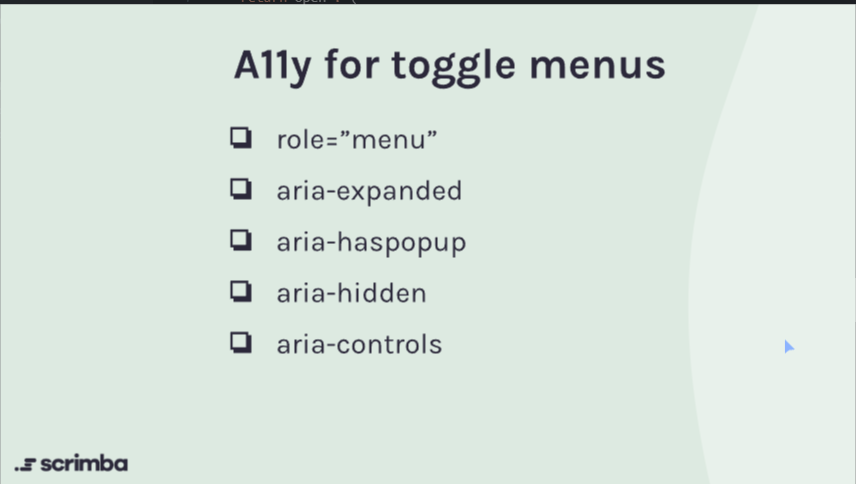 A11y for toggle menus
role=”menu”
aria-expanded
aria-haspopup
aria-hidden
aria-controls
scrimba